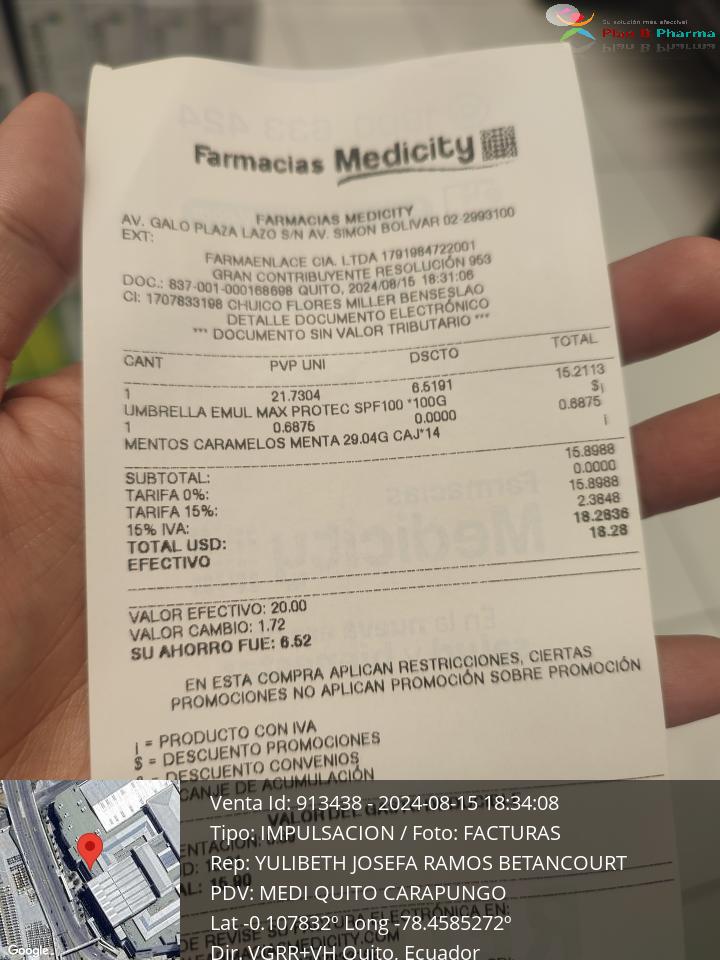 Su solución más efectiva!
Plan B Pharma
Farmacias Medicity
FARMACIAS MEDICITY
AV. GALO PLAZA LAZO S/N AV. SIMON BOLIVAR 02-2993100
EXT:
FARMAENLACE CIA. LTDA 1791984722001
GRAN CONTRIBUYENTE RESOLUCIÓN 953
DOC.: 837-001-000168698 QUITO, 2024/08/15 18:31:06
CI: 1707833198 CHUICO FLORES MILLER BENSESLAO
DETALLE DOCUMENTO ELECTRÓNICO
*** DOCUMENTO SIN VALOR TRIBUTARIO ***
CANT PVP UNI DSCTO TOTAL
1 21.7304 6.5191 15.2113
UMBRELLA EMUL MAX PROTEC SPF100 *100G $¡
1 0.6875 0.0000 0.6875
MENTOS CARAMELOS MENTA 29.04G CAJ*14 ¡
SUBTOTAL: 15.8988
TARIFA 0%: 0.0000
TARIFA 15%: 15.8988
15% IVA: 2.3848
TOTAL USD: 18.2836
EFECTIVO 18.28
VALOR EFECTIVO: 20.00
VALOR CAMBIO: 1.72
SU AHORRO FUE: 6.52
EN ESTA COMPRA APLICAN RESTRICCIONES, CIERTAS
PROMOCIONES NO APLICAN PROMOCIÓN SOBRE PROMOCIÓN
¡ = PRODUCTO CON IVA
$ = DESCUENTO PROMOCIONES
= DESCUENTO CONVENIOS
CANJE DE ACUMULACIÓN
Venta Id: 913438 - 2024-08-15 18:34:08
Tipo: IMPULSACION / Foto: FACTURAS
Rep: YULIBETH JOSEFA RAMOS BETANCOURT
PDV: MEDI QUITO CARAPUNGO
Lat -0.107832º Long -78.4585272º
Dir. VGRR+VH Quito, Ecuador
Google